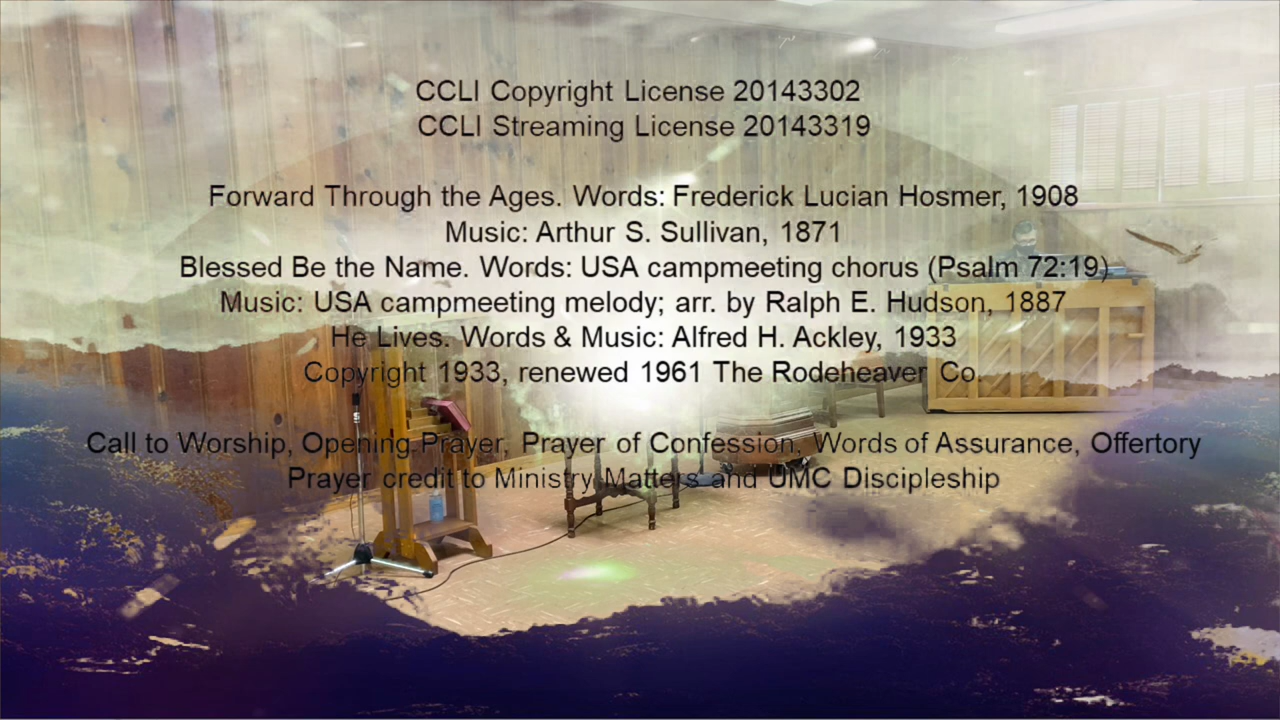 CCLI Copyright License 20143302
CCLI Streaming License 20143319
Forward Through the Ages. Words: Frederick Lucian Hosmer, 1908
Music: Arthur S. Sullivan, 1871
Blessed Be the Name. Words: USA campmeeting chorus (Psalm 72:19)
Music: USA campmeeting melody; arr. by Ralph E. Hudson, 1887
He Lives. Words & Music: Alfred H. Ackley, 1933
Copyright 1933, renewed 1961 The Rodeheaver Co.
Call to Worship, Opening Prayer, Prayer of Confession, Words of Assurance, Offertory
Prayer credit to Ministry Matters and UMC Discipleship